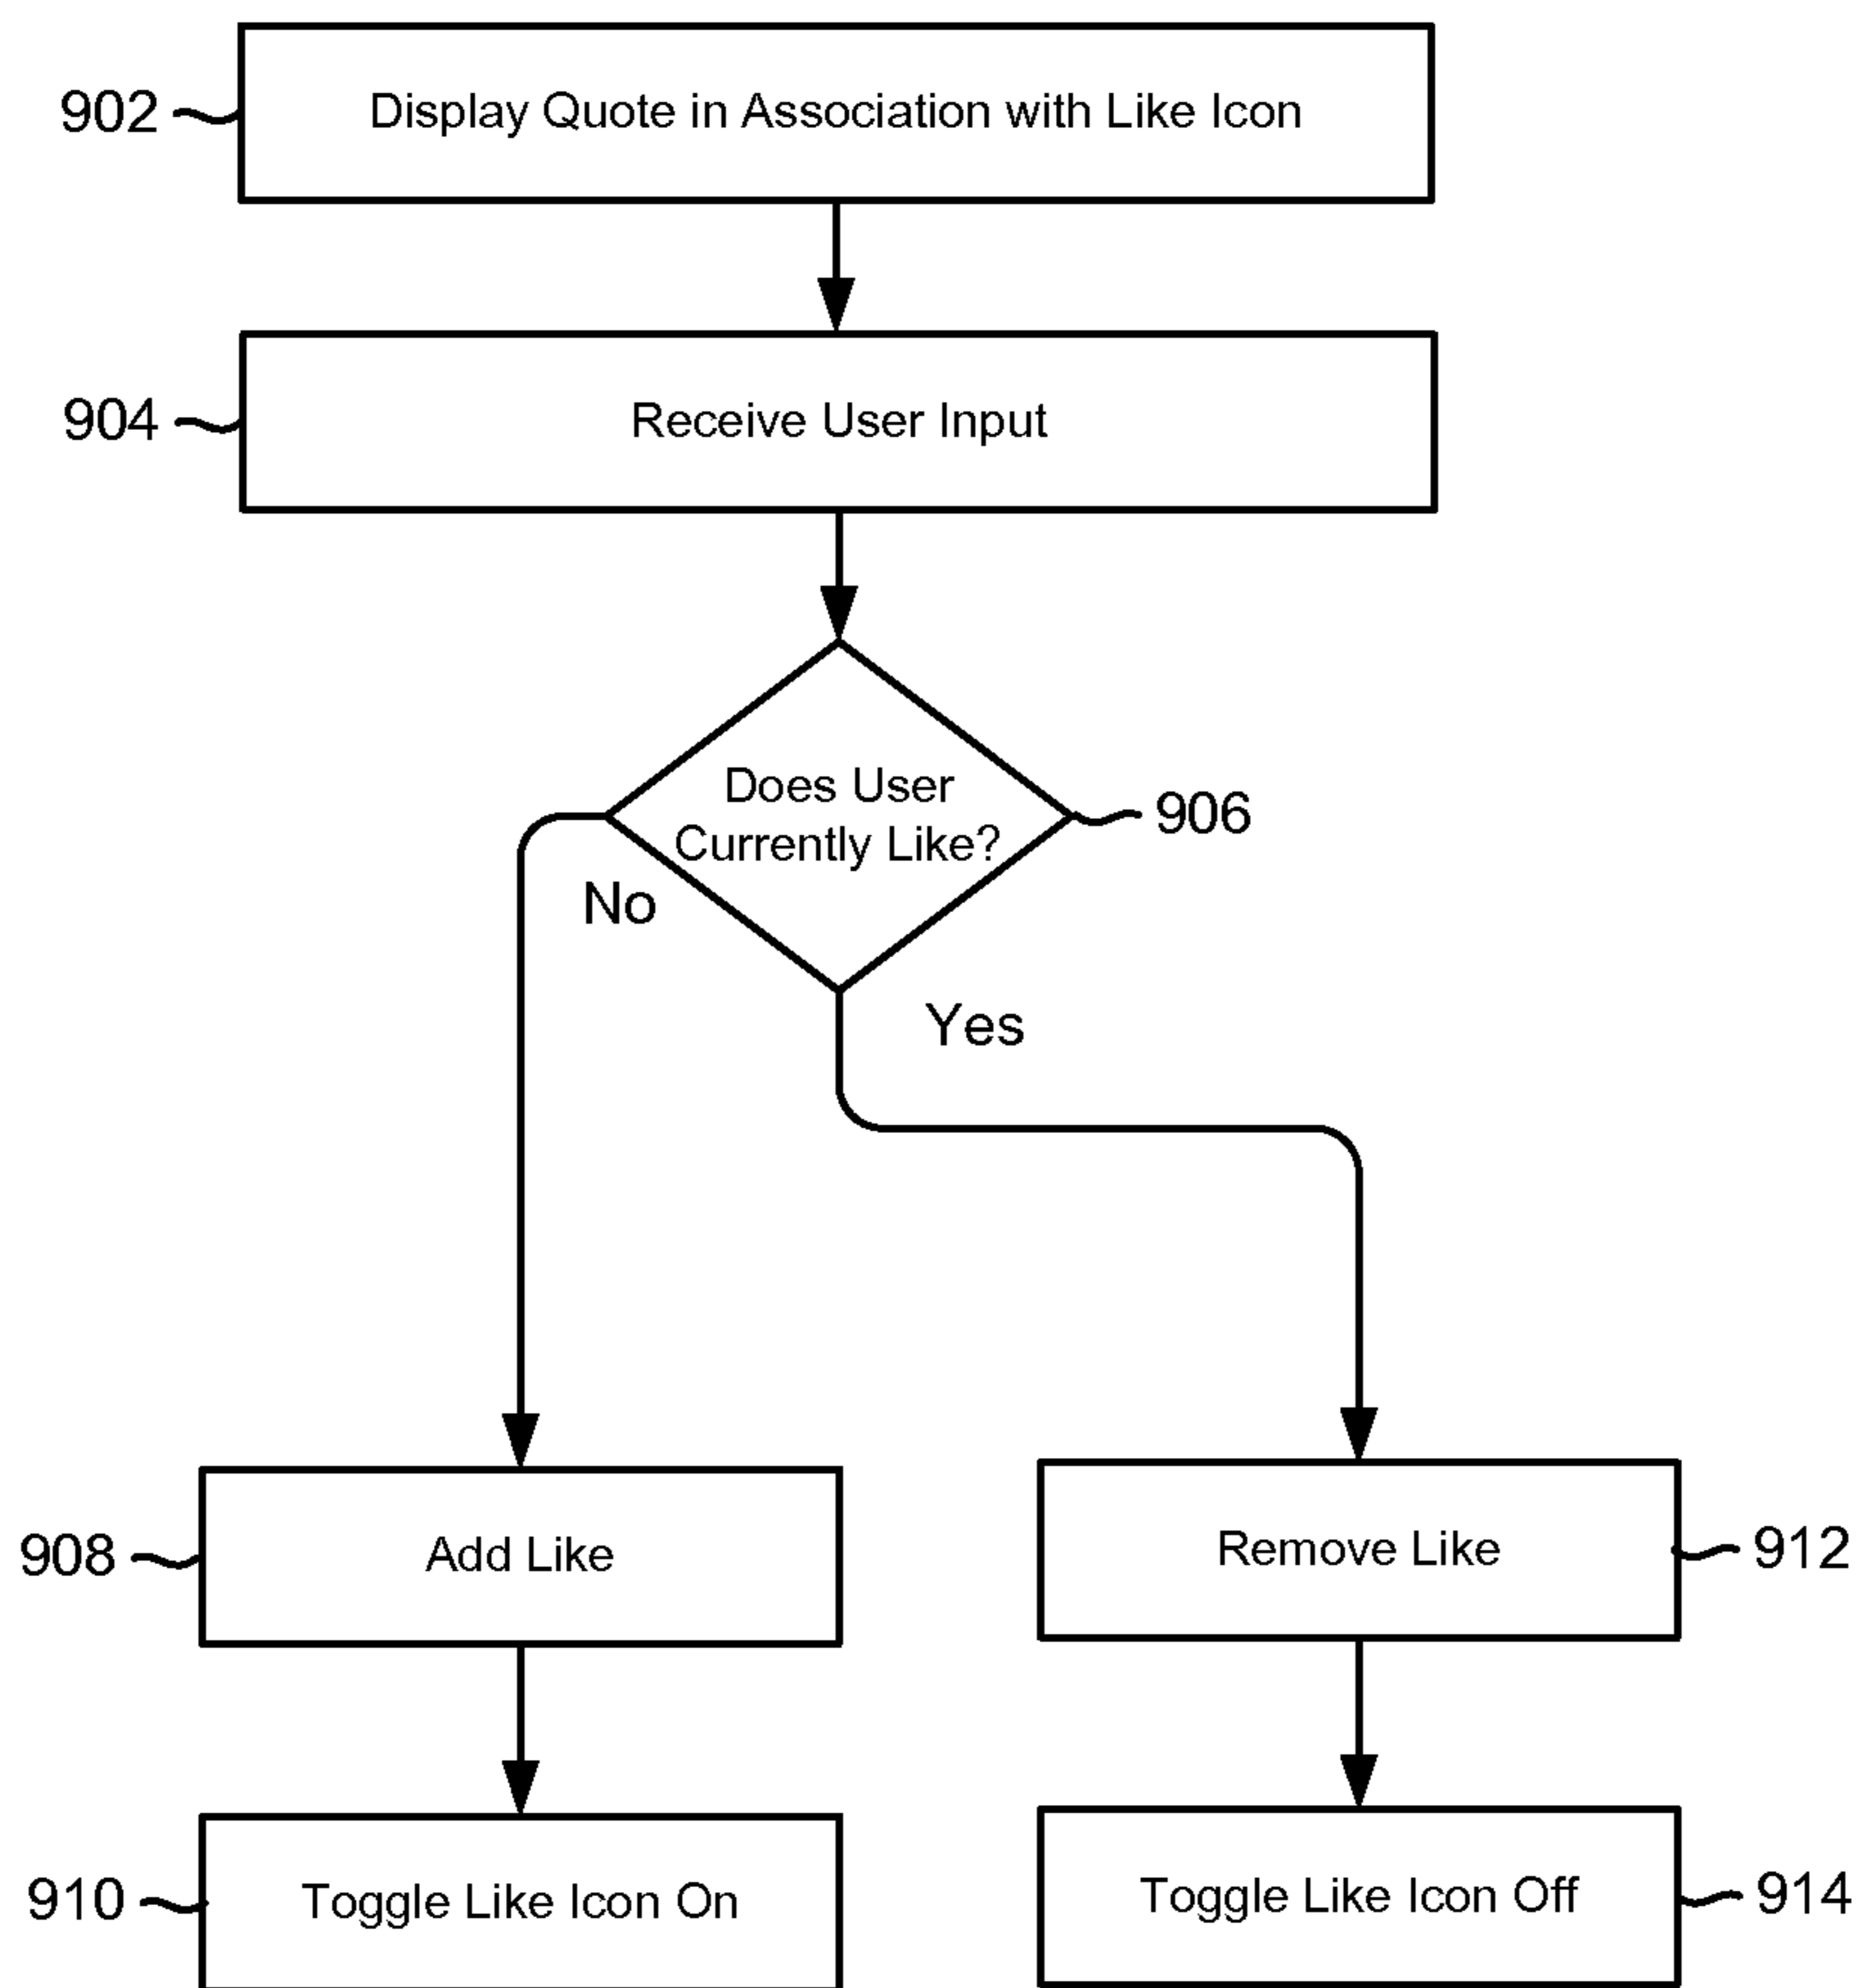 902
Display Quote in Association with Like Icon
904
Receive User Input
Does User
Currently Like?
906
No
Yes
908
Add Like
Remove Like
912
910
Toggle Like Icon On
Toggle Like Icon Off
914